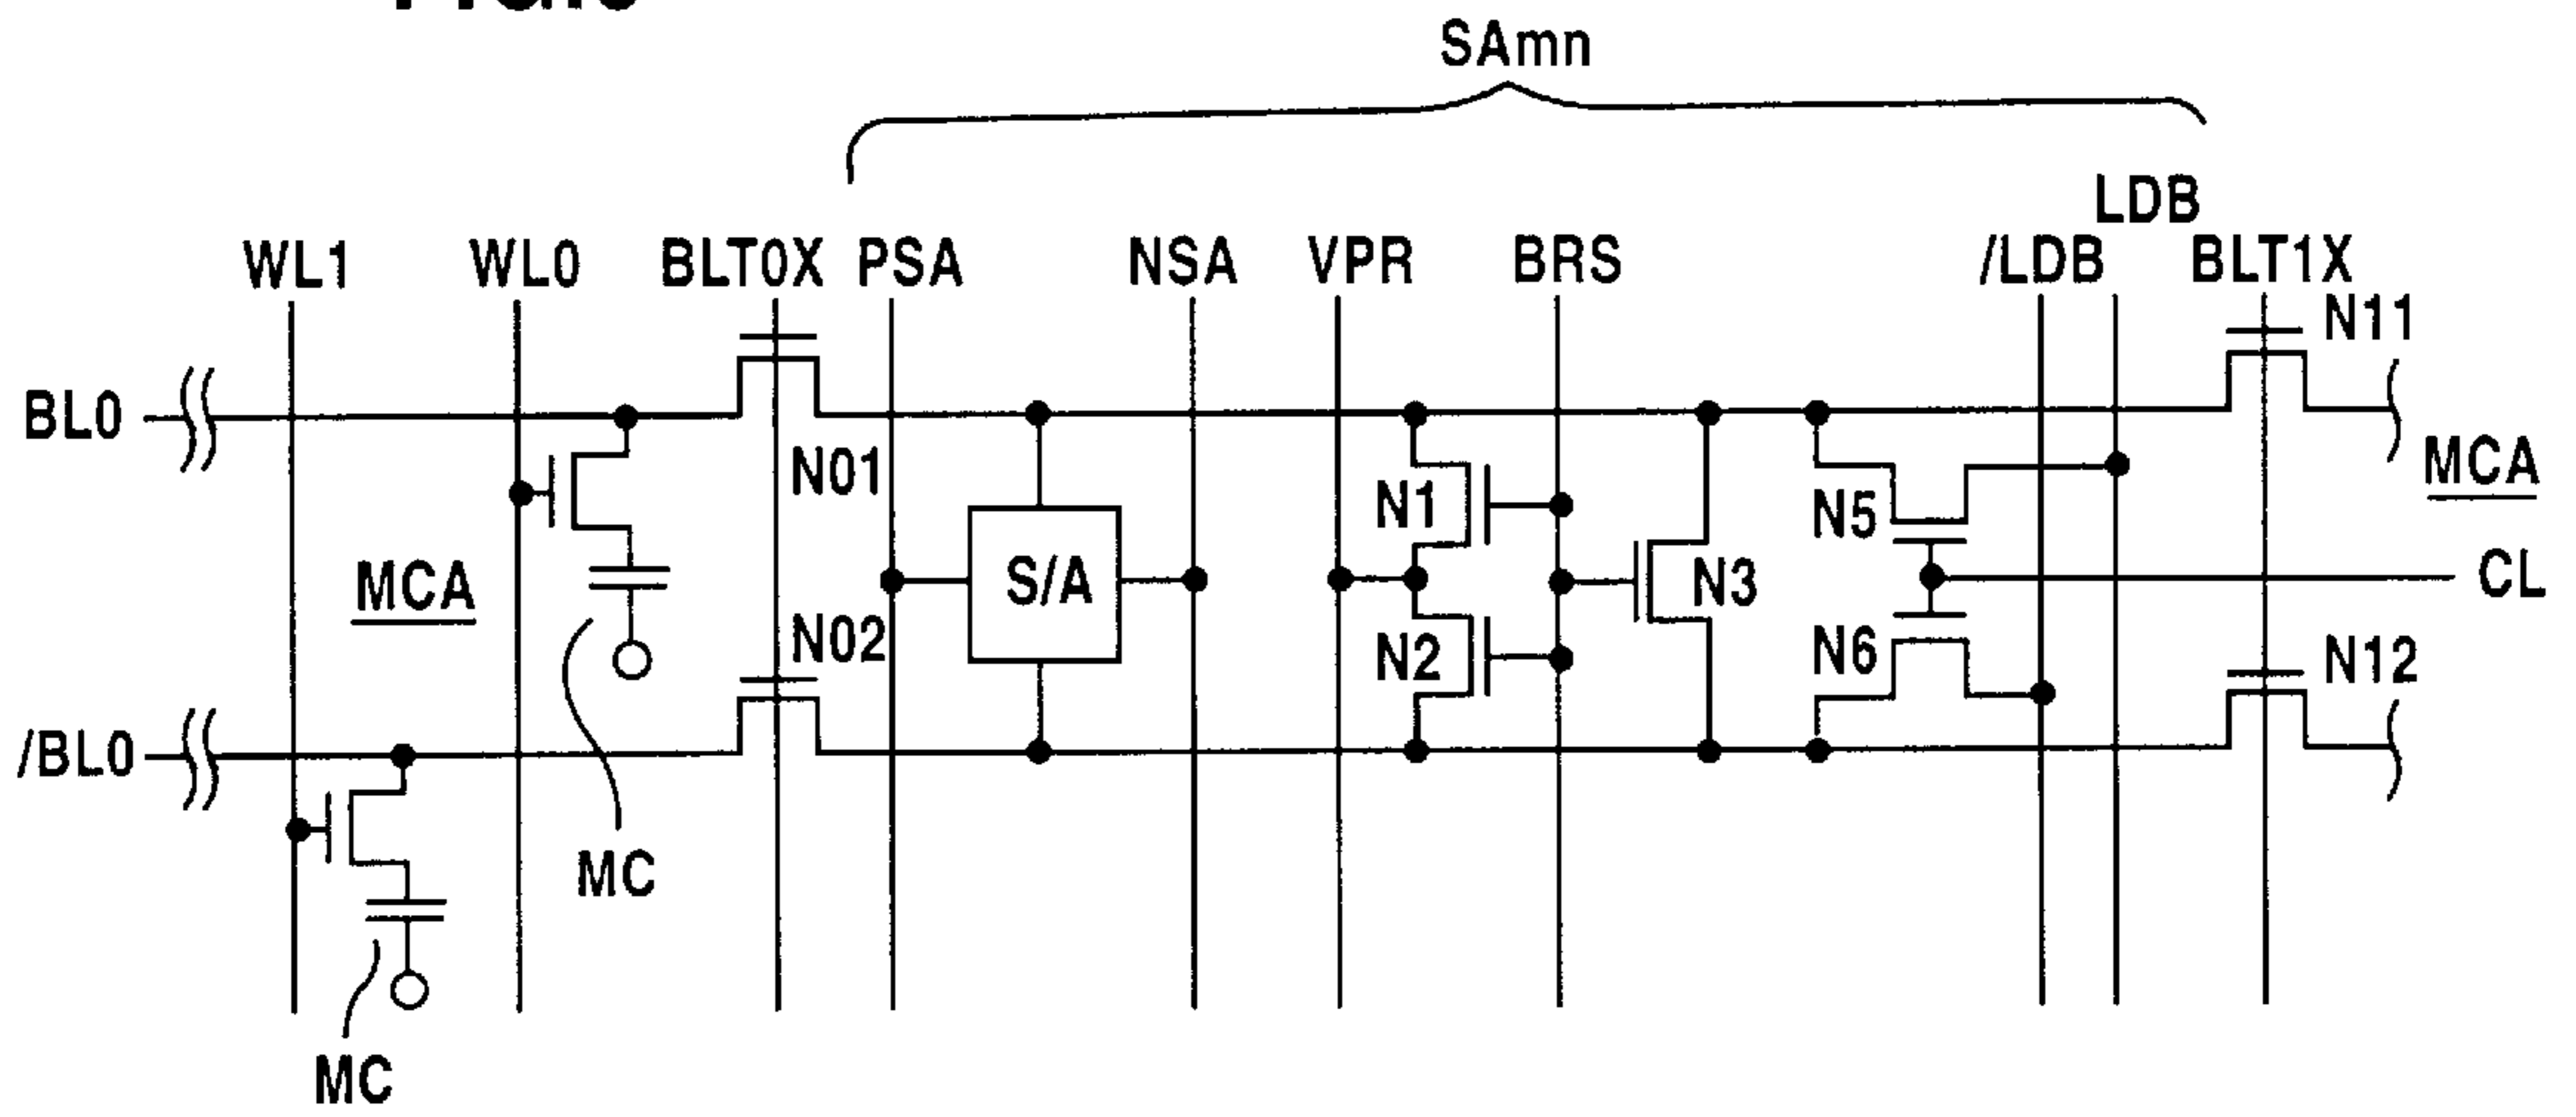 SAmn
LDB
WL1 WL0 BLT0X PSA NSA VPR BRS /LDB BLT1X
N11
BL0
N01 N1 N5 MCA
MCA S/A N3 CL
N02 N2 N6 N12
/BL0
MC
MC